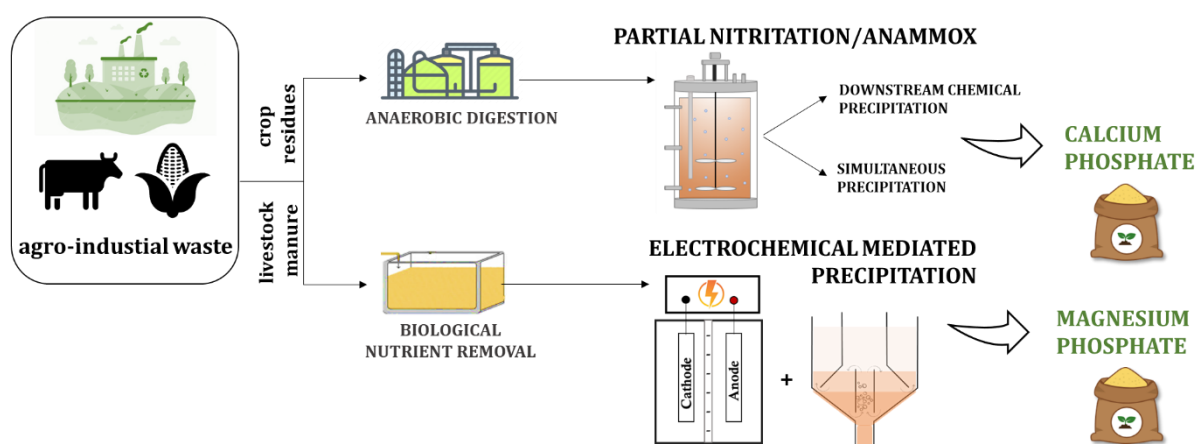 agro-industial waste
crop
residues
livestock
manure
ANAEROBIC DIGESTION
BIOLOGICAL
NUTRIENT REMOVAL
PARTIAL NITRITATION/ANAMMOX
DOWNSTREAM CHEMICAL
PRECIPITATION
SIMULTANEOUS
PRECIPITATION
CALCIUM
PHOSPHATE
ELECTROCHEMICAL MEDIATED
PRECIPITATION
Cathode
Anode
+
MAGNESIUM
PHOSPHATE